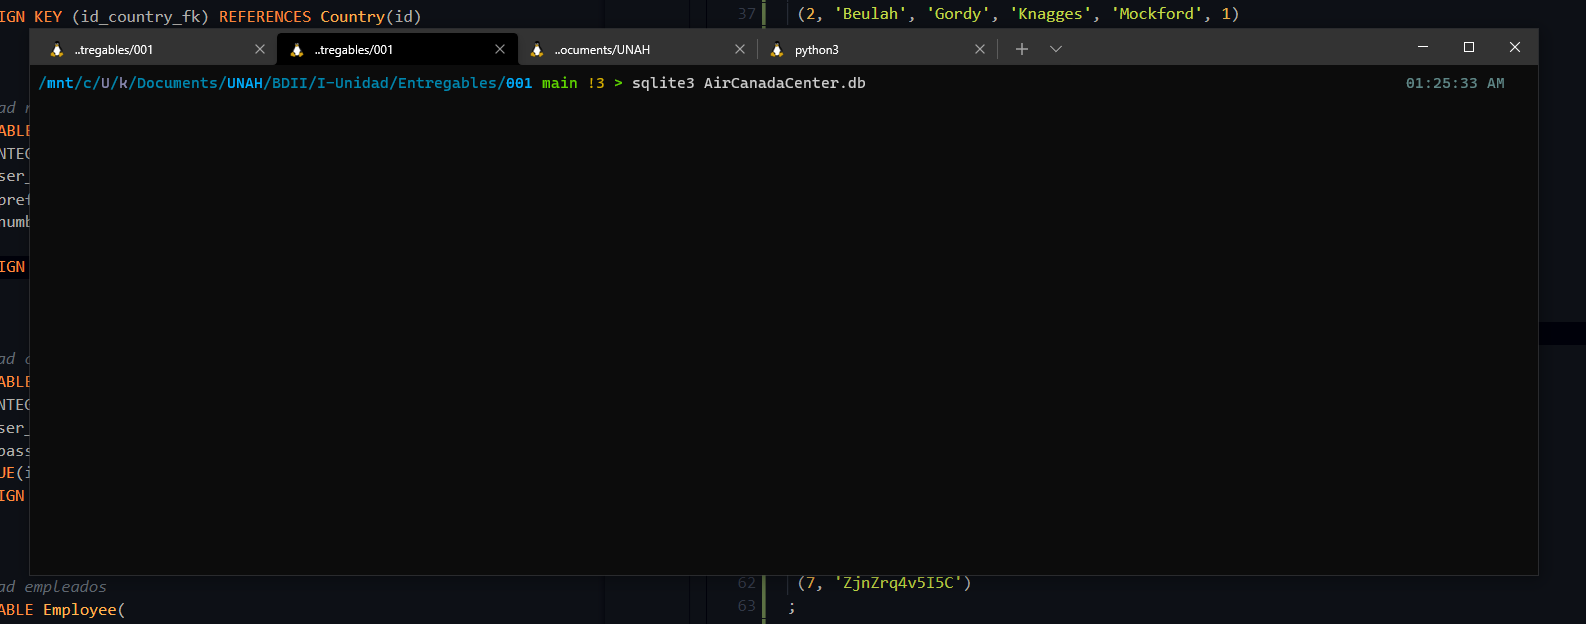 IGN KEY (id_country_fk) REFERENCES Country(id)
37 (2, 'Beulah', 'Gordy', 'Knagges', 'Mockford', 1)
..tregables/001 ..tregables/001 ..ocuments/UNAH python3
/mnt/c/U/k/Documents/UNAH/BDII/I-Unidad/Entregables/001 main !3 > sqlite3 AirCanadaCenter.db 01:25:33 AM
ad
ABLE
NTEG
ser_
pref
numb
IGN
ad
ABLE
NTEG
ser_
pass
UE(i
IGN
62 (7, 'ZjnZrq4v5I5C')
ad empleados
63 ;
ABLE Employee(